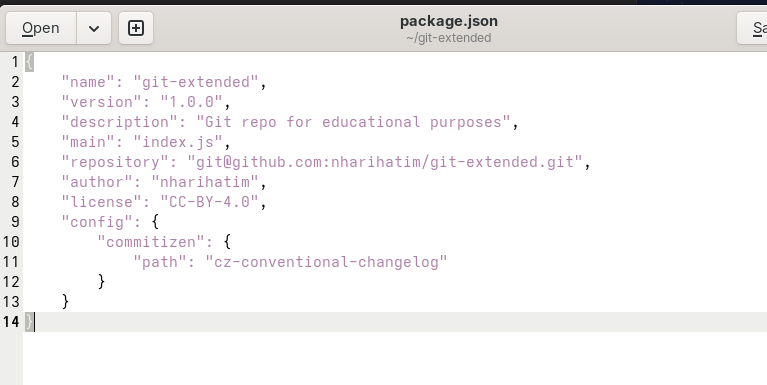 Open
package.json
~/git-extended
1 {
2     "name": "git-extended",
3     "version": "1.0.0",
4     "description": "Git repo for educational purposes",
5     "main": "index.js",
6     "repository": "git@github.com:nharihatim/git-extended.git",
7     "author": "nharihatim",
8     "license": "CC-BY-4.0",
9     "config": {
10         "commitizen": {
11             "path": "cz-conventional-changelog"
12         }
13     }
14 }